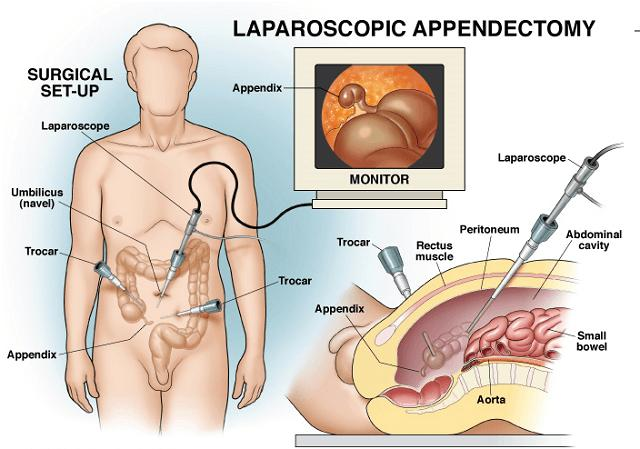 LAPAROSCOPIC APPENDECTOMY
SURGICAL
SET-UP
Laparoscope
Umbilicus
(navel)
Trocar
Trocar
Appendix
Appendix
MONITOR
Laparoscope
Trocar
Rectus
muscle
Peritoneum
Abdominal
cavity
Appendix
Small
bowel
Aorta